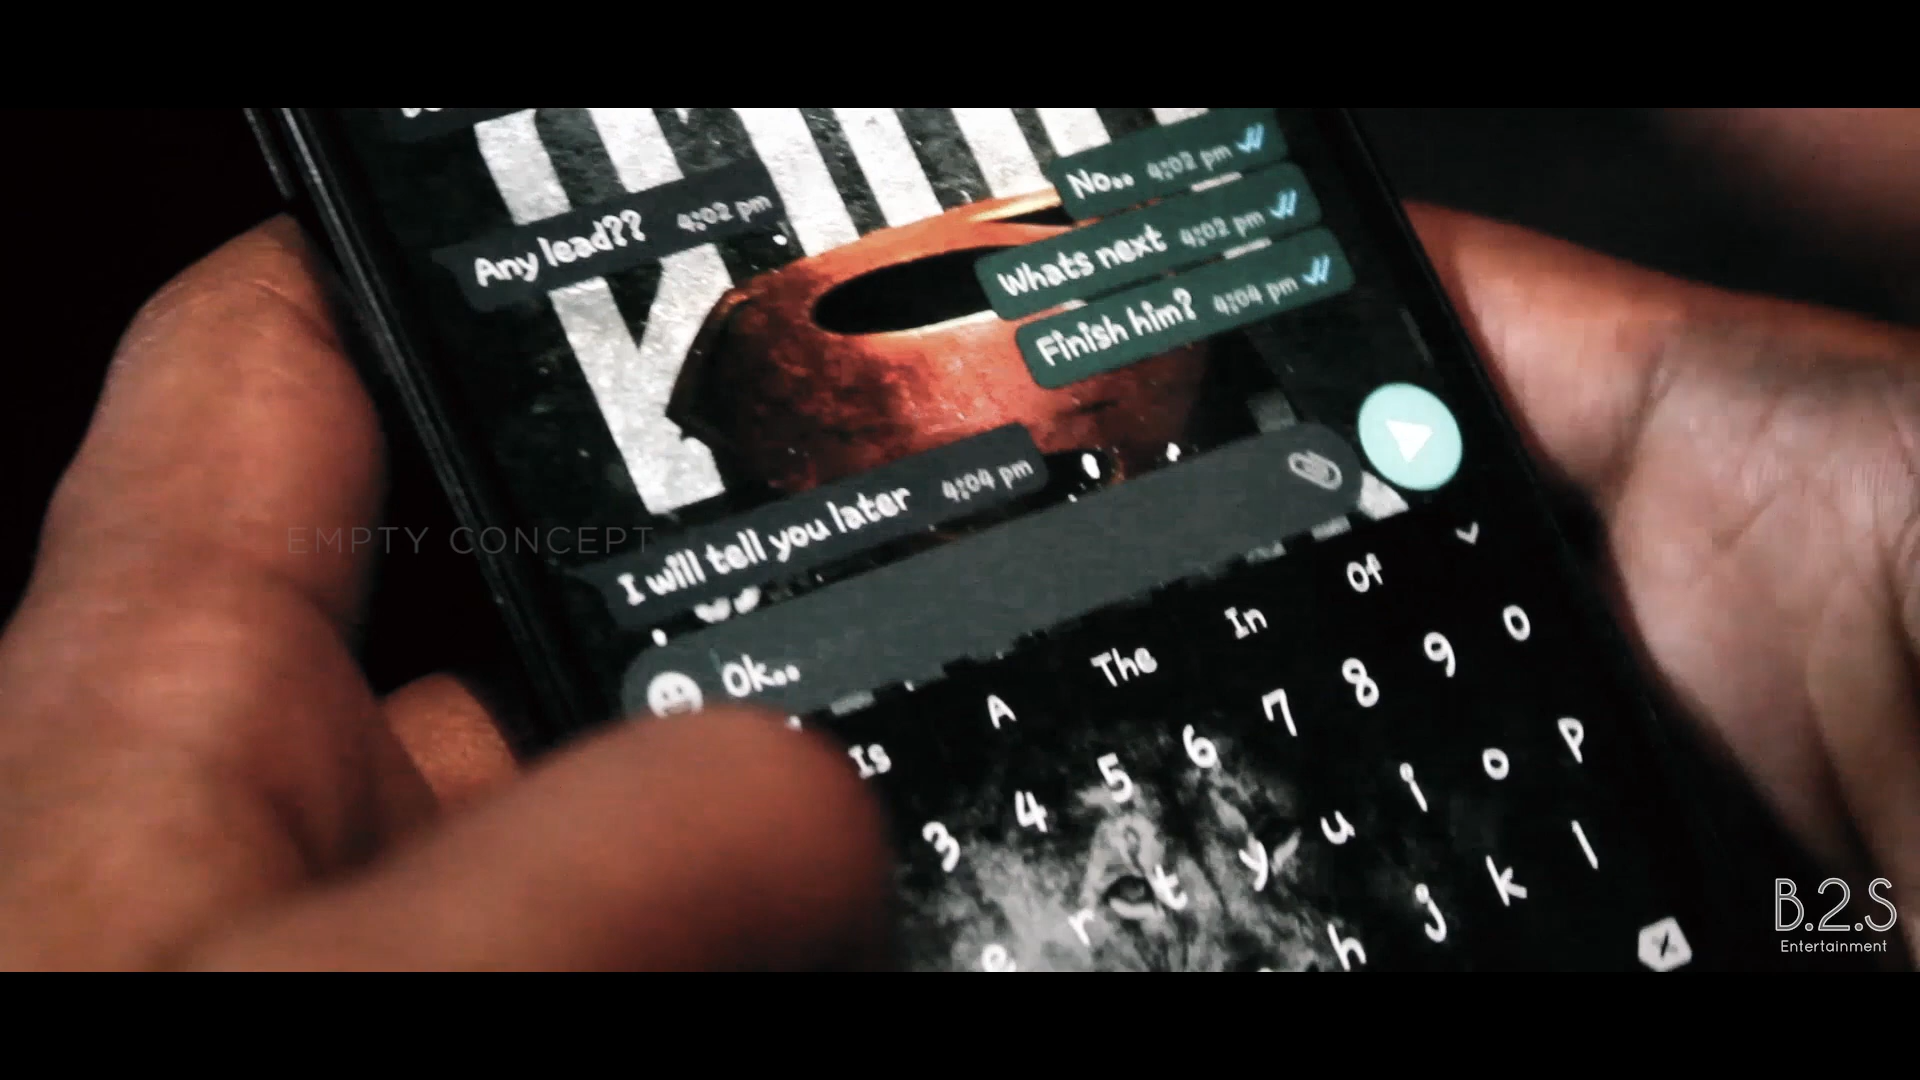 No.. 4:02 pm
Any lead?? 4:02 pm
Whats next 4:02 pm
Finish him? 4:04 pm
I will tell you later 4:04 pm
EMPTY CONCEPT
Ok..
Is A The In Of
3 4 5 6 7 8 9 0
e r t y u i o p
h j k l
B.2.S
Entertainment